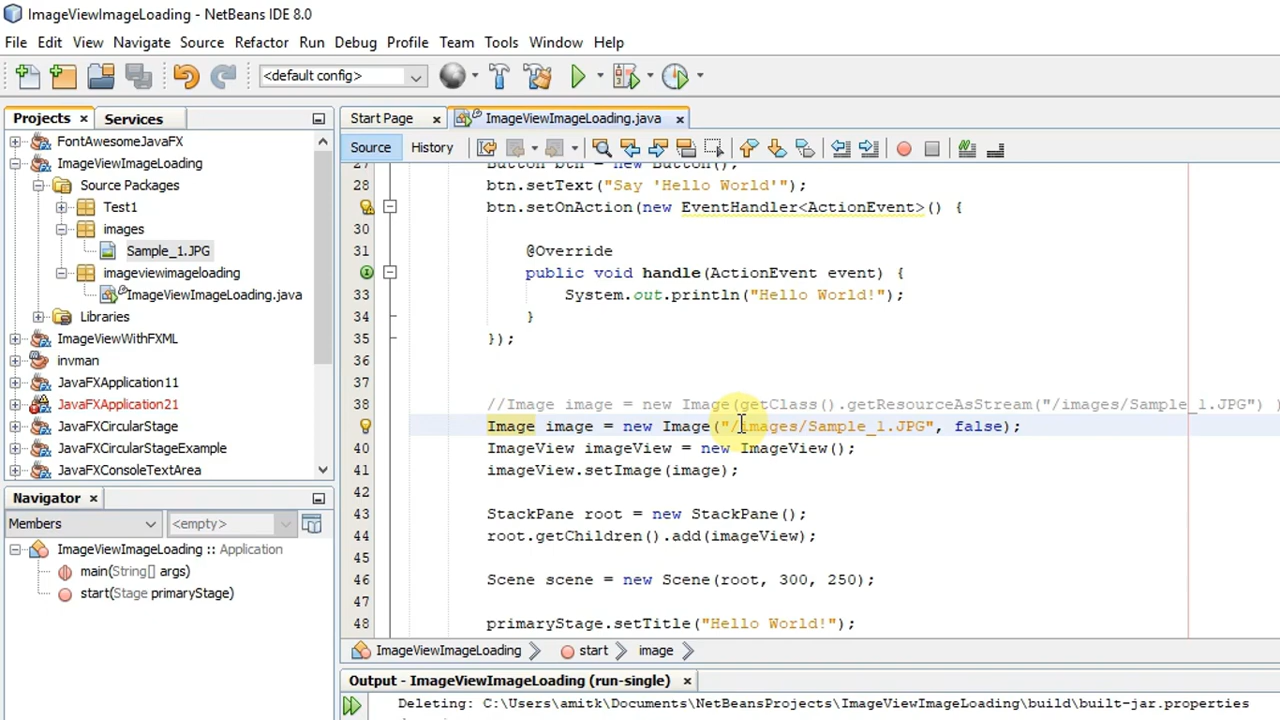 ImageViewImageLoading - NetBeans IDE 8.0
File Edit View Navigate Source Refactor Run Debug Profile Team Tools Window Help
<default config>
Projects
Services
FontAwesomeJavaFX
ImageViewImageLoading
Source Packages
Test1
images
Sample_1.JPG
imageviewimageloading
ImageViewImageLoading.java
Libraries
ImageViewWithFXML
invman
JavaFXApplication11
JavaFXApplication21
JavaFXCircularStage
JavaFXCircularStageExample
JavaFXConsoleTextArea
Navigator
Members
<empty>
ImageViewImageLoading :: Application
main(String[] args)
start(Stage primaryStage)
Start Page
ImageViewImageLoading.java
Source History
27 Button btn = new Button();
28 btn.setText("Say 'Hello World'");
btn.setOnAction(new EventHandler<ActionEvent>() {
30
31 @Override
public void handle(ActionEvent event) {
33 System.out.println("Hello World!");
34 }
35 });
36
37
38 //Image image = new Image(getClass().getResourceAsStream("/images/Sample_1.JPG") )
Image image = new Image("/images/Sample_1.JPG", false);
40 ImageView imageView = new ImageView();
41 imageView.setImage(image);
42
43 StackPane root = new StackPane();
44 root.getChildren().add(imageView);
45
46 Scene scene = new Scene(root, 300, 250);
47
48 primaryStage.setTitle("Hello World!");
ImageViewImageLoading start image
Output - ImageViewImageLoading (run-single)
Deleting: C:\Users\amitk\Documents\NetBeansProjects\ImageViewImageLoading\build\built-jar.properties